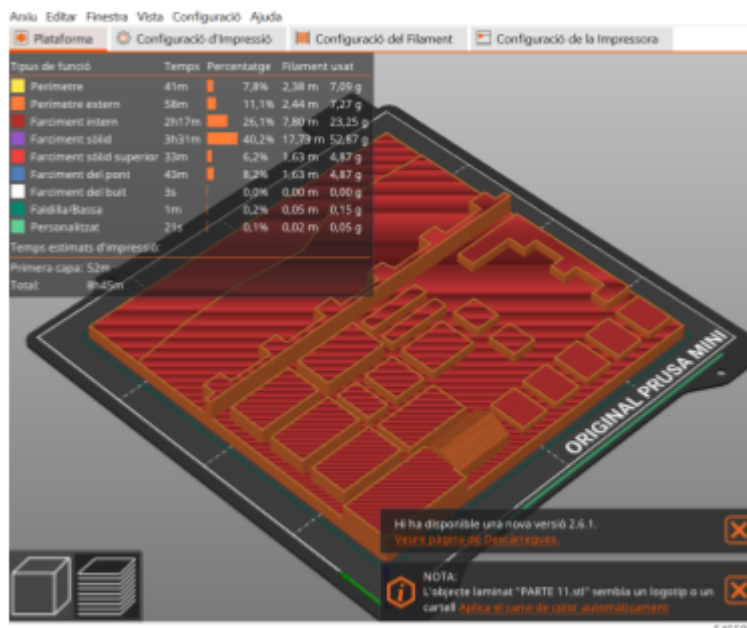 Arxiu Editar Finestra Vista Configuració Ajuda
Plataforma Configuració d'Impressió Configuració del Filament Configuració de la Impressora
Tipus de funció Temps Percentatge Filament usat
Perímetre 41m 7,8% 2,38 m 7,09 g
Perímetre extern 58m 11,1% 2,44 m 7,27 g
Farciment intern 2h17m 26,1% 7,80 m 23,25 g
Farciment sòlid 3h31m 40,2% 17,73 m 52,87 g
Farciment sòlid superior 33m 6,2% 1,63 m 4,87 g
Farciment del pont 43m 8,2% 1,63 m 4,87 g
Farciment del buit 3s 0,0% 0,00 m 0,00 g
Faldilla/Bassa 1m 0,2% 0,05 m 0,15 g
Personalitzat 21s 0,1% 0,02 m 0,05 g
Temps estimats d'impressió:
Primera capa: 52m
Total: 8h45m
ORIGINAL PRUSA MINI
Hi ha disponible una nova versió 2.6.1.
Veure pàgina de Descàrregues.
NOTA:
L'objecte laminat "PARTE 11.stl" sembla un logotip o un
cartell Aplica el canvi de color automàticament